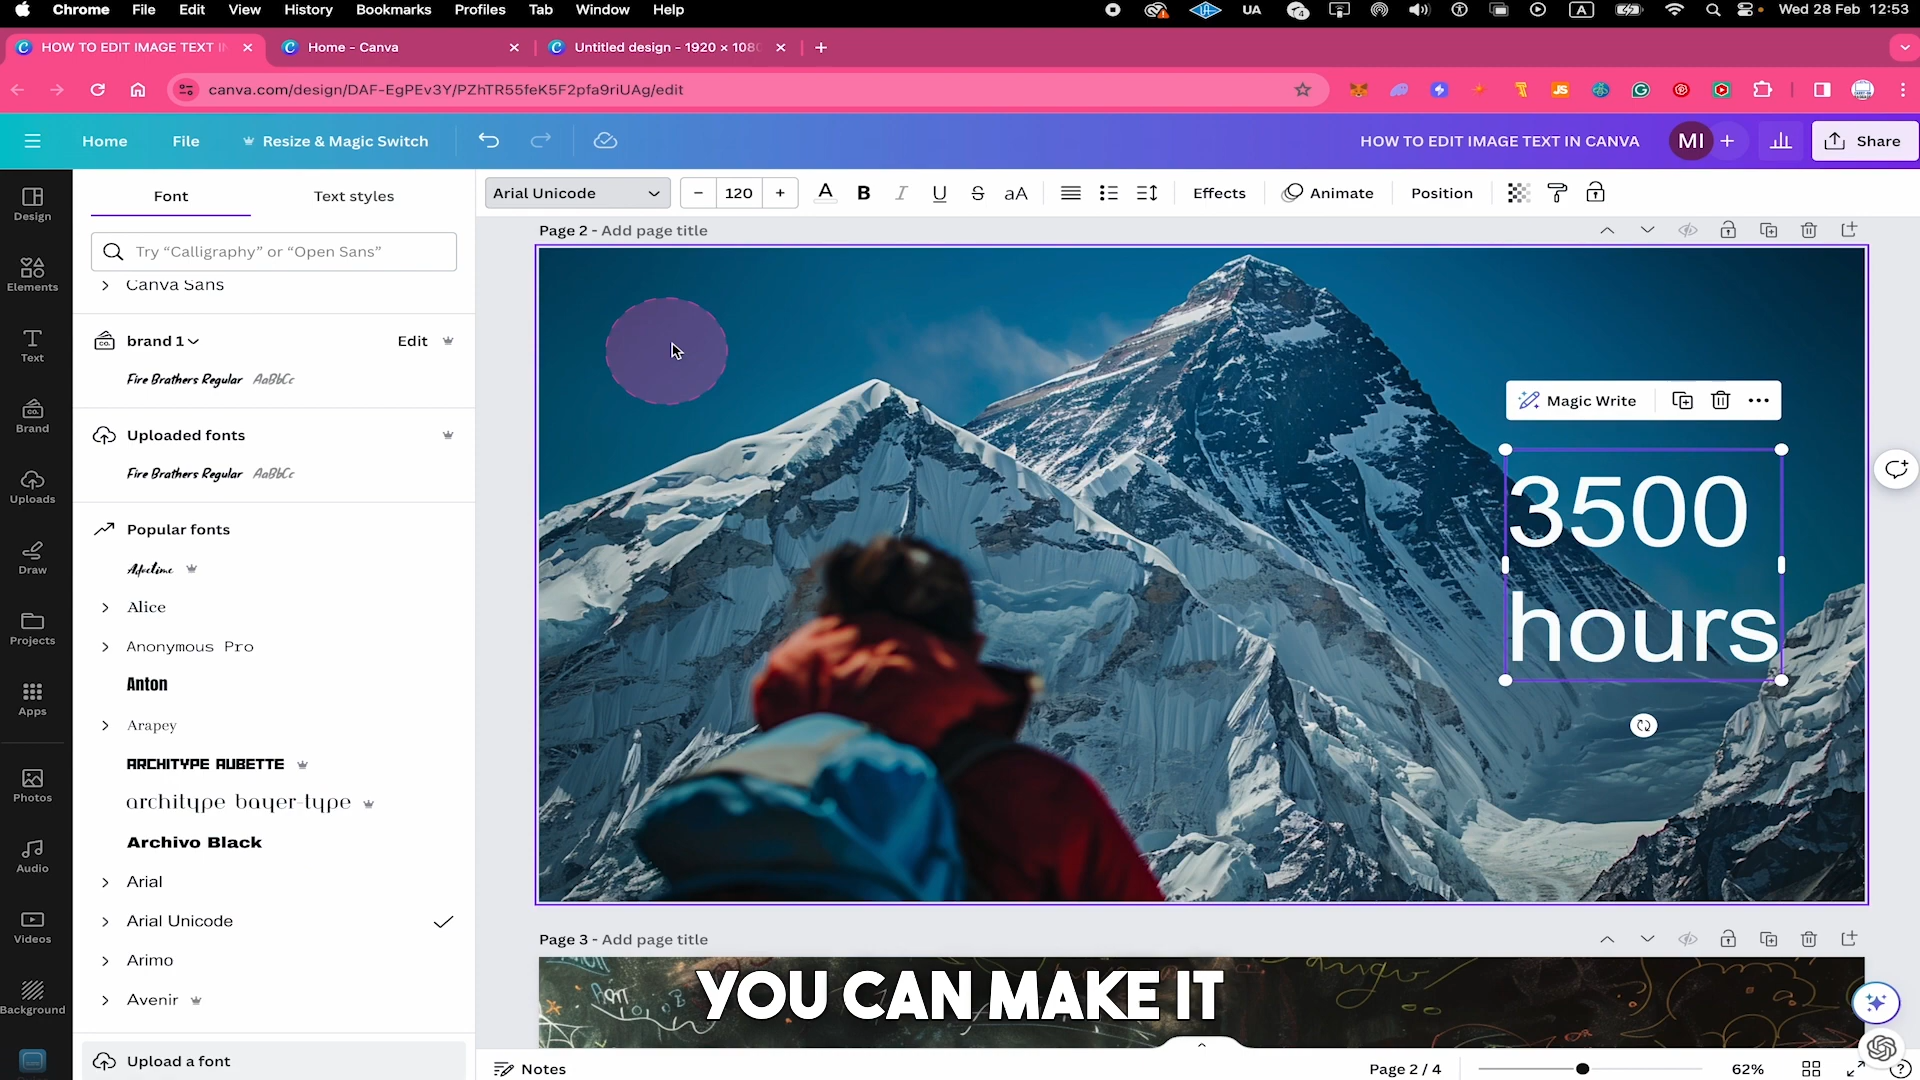 Chrome File Edit View History Bookmarks Profiles Tab Window Help
UA A Wed 28 Feb 12:53
HOW TO EDIT IMAGE TEXT IN
Home - Canva
Untitled design - 1920 × 1080
canva.com/design/DAF-EgPEv3Y/PZhTR55feK5F2pfa9riUAg/edit
JS
Home File Resize & Magic Switch
HOW TO EDIT IMAGE TEXT IN CANVA
MI + Share
Design
Elements
Text
Brand
Uploads
Draw
Projects
Apps
Photos
Audio
Videos
Background
Font Text styles
Try “Calligraphy” or “Open Sans”
Canva Sans
brand 1 Edit
Fire Brathers Regular AaBbCc
Uploaded fonts
Fire Brathers Regular AaBbCc
Popular fonts
Advetime
Alice
Anonymous Pro
Anton
Arapey
ARCHITYPE AUBETTE
architype bayer-type
Archivo Black
Arial
Arial Unicode
Arimo
Avenir
Upload a font
Arial Unicode – 120 + A B I U S aA Effects Animate Position
Page 2 - Add page title
Magic Write
3500
hours
Page 3 - Add page title
YOU CAN MAKE IT
Notes
Page 2 / 4 62%